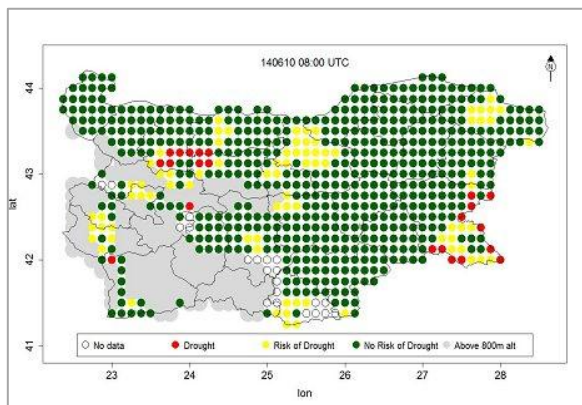 140610 08:00 UTC
N
44
43
42
41
lat
No data Drought Risk of Drought No Risk of Drought Above 800m alt
23 24 25 26 27 28
lon